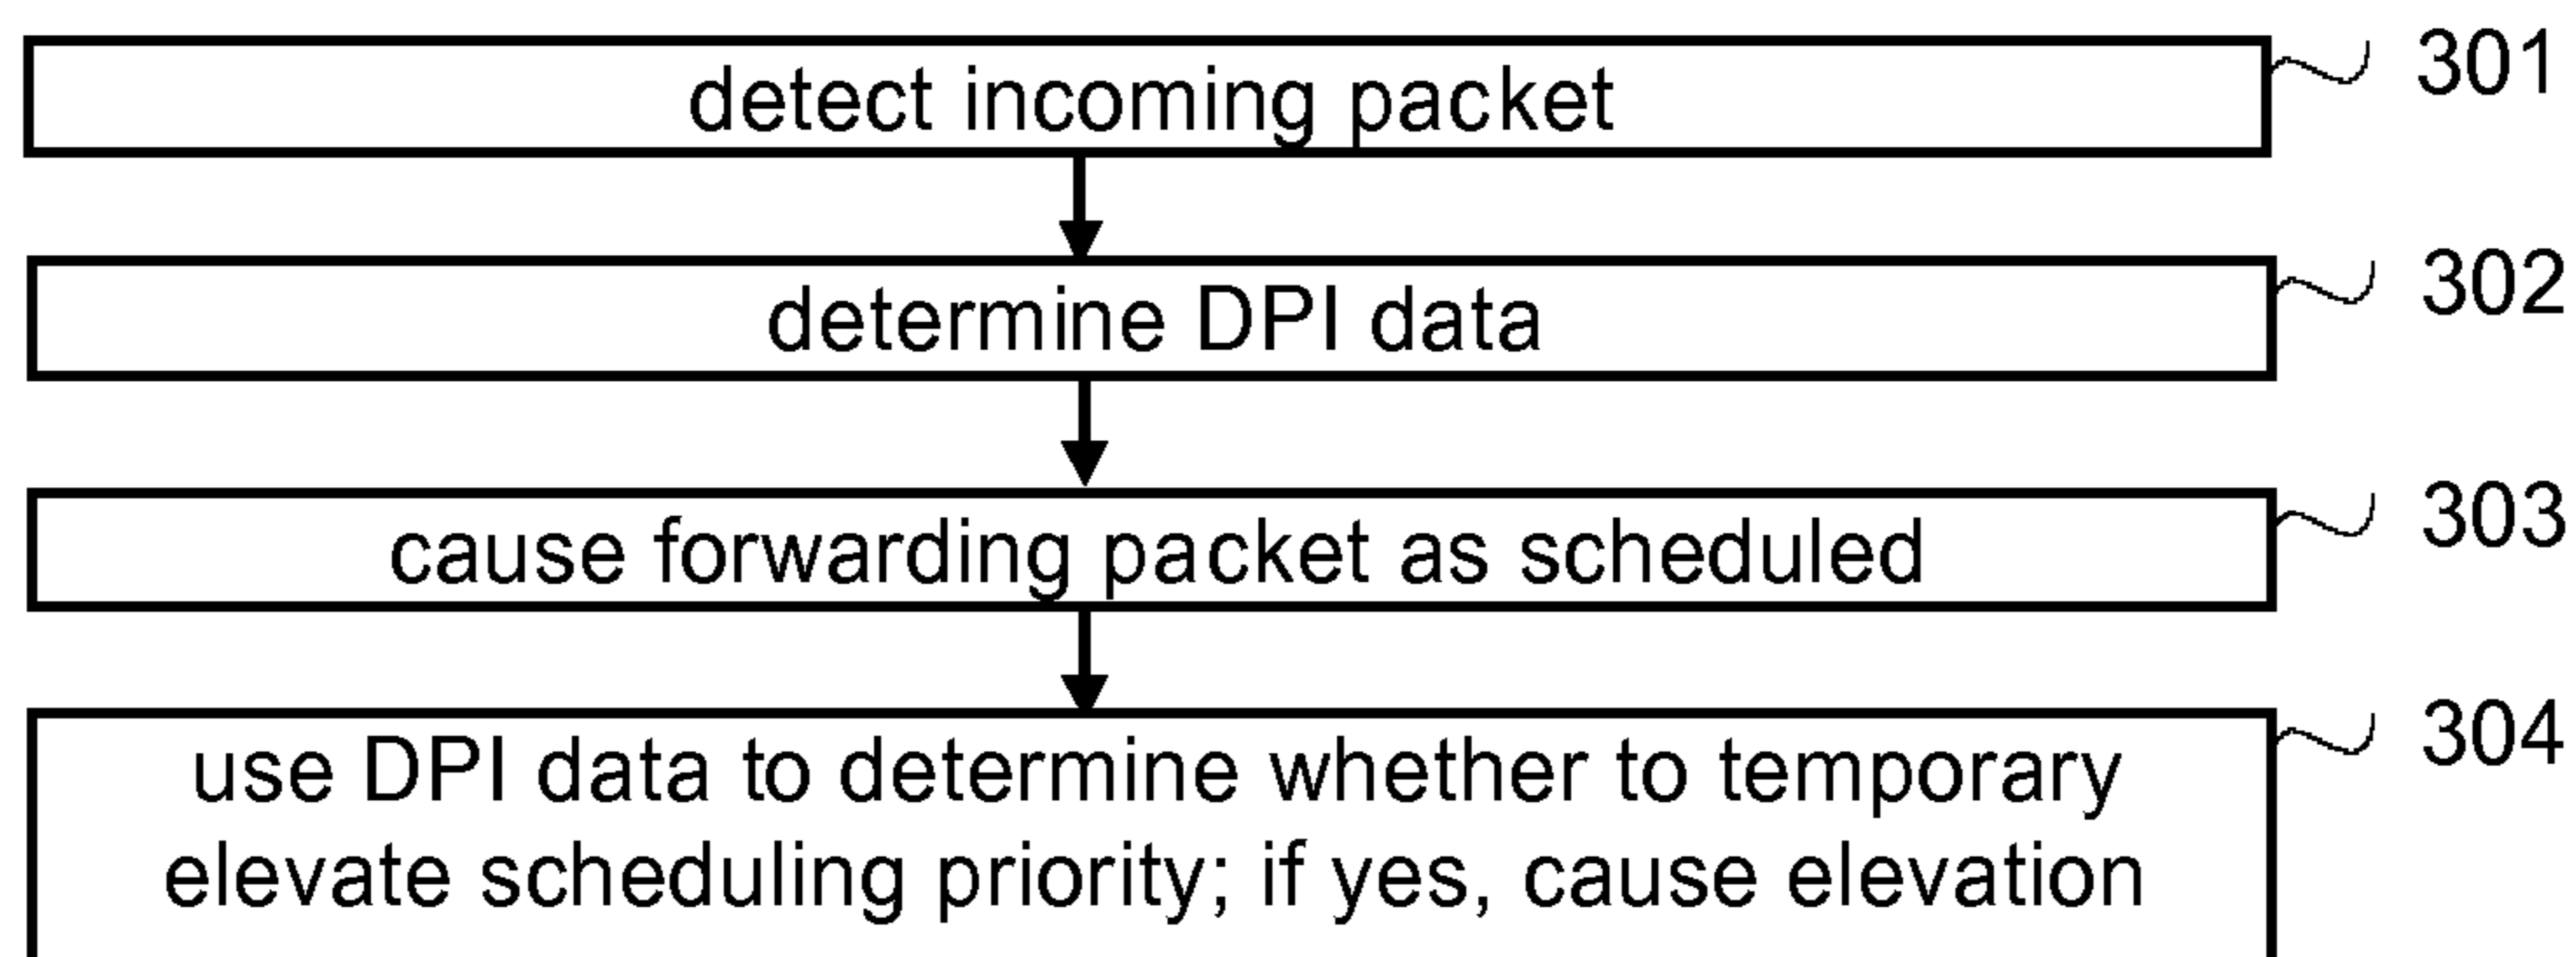 detect incoming packet 301
determine DPI data 302
cause forwarding packet as scheduled 303
304
use DPI data to determine whether to temporary
elevate scheduling priority; if yes, cause elevation